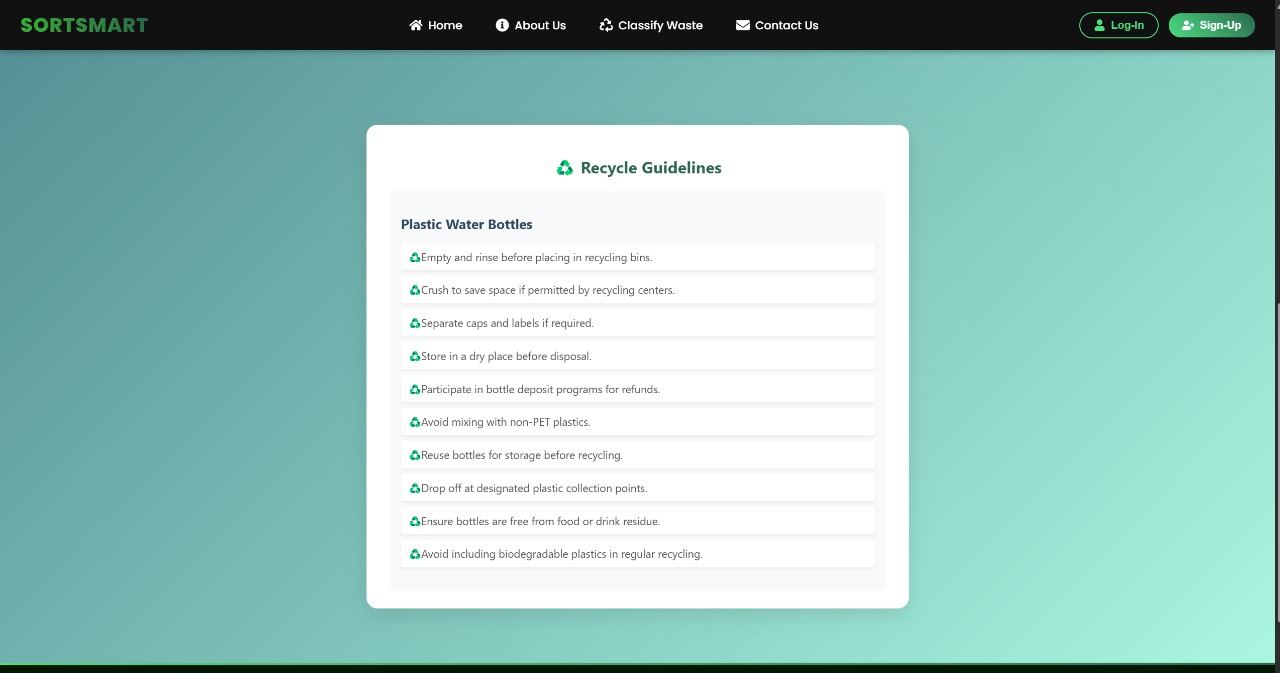 SORTSMART
Home
About Us
Classify Waste
Contact Us
Log-In
Sign-Up
Recycle Guidelines
Plastic Water Bottles
Empty and rinse before placing in recycling bins.
Crush to save space if permitted by recycling centers.
Separate caps and labels if required.
Store in a dry place before disposal.
Participate in bottle deposit programs for refunds.
Avoid mixing with non-PET plastics.
Reuse bottles for storage before recycling.
Drop off at designated plastic collection points.
Ensure bottles are free from food or drink residue.
Avoid including biodegradable plastics in regular recycling.